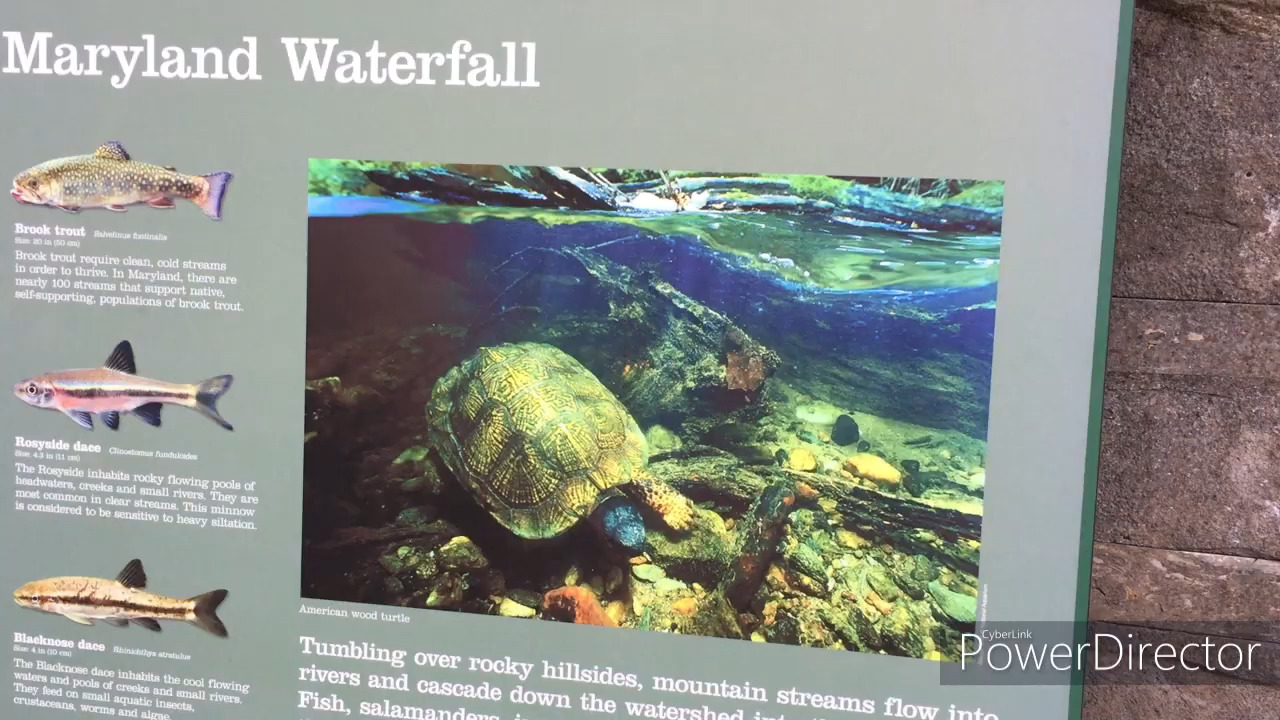 Maryland Waterfall
Brook trout Salvelinus fontinalis
Size: 20 in (50 cm)
Brook trout require clean, cold streams
in order to thrive. In Maryland, there are
nearly 100 streams that support native,
self-supporting, populations of brook trout.
Rosyside dace Clinostomus funduloides
Size: 4.3 in (11 cm)
The Rosyside inhabits rocky flowing pools of
headwaters, creeks and small rivers. They are
most common in clear streams. This minnow
is considered to be sensitive to heavy siltation.
Blacknose dace Rhinichthys atratulus
Size: 4 in (10 cm)
The Blacknose dace inhabits the cool flowing
waters and pools of creeks and small rivers.
They feed on small aquatic insects,
crustaceans, worms and algae.
American wood turtle
Tumbling over rocky hillsides, mountain streams flow into
rivers and cascade down the watershed
Fish, salamanders,
CyberLink
PowerDirector